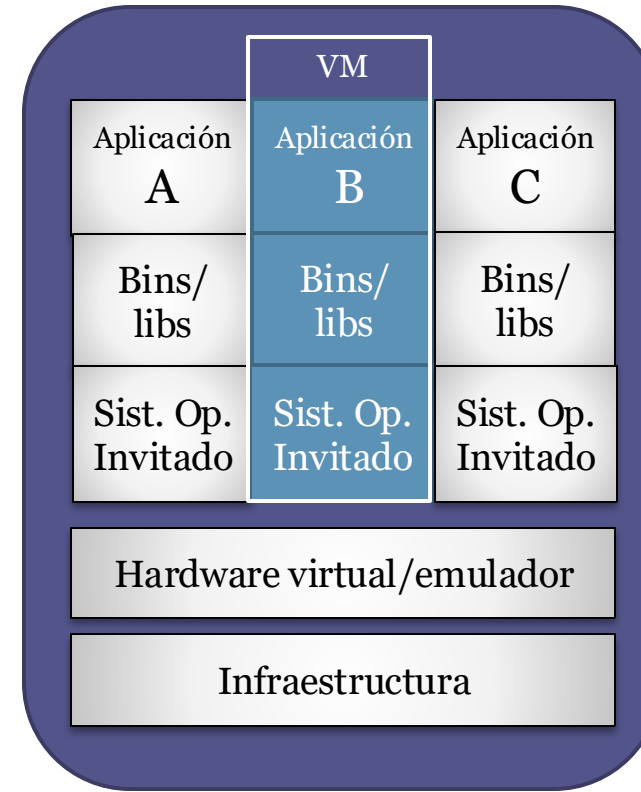 VM
Aplicación
A
Aplicación
B
Aplicación
C
Bins/
libs
Bins/
libs
Bins/
libs
Sist. Op.
Invitado
Sist. Op.
Invitado
Sist. Op.
Invitado
Hardware virtual/emulador
Infraestructura